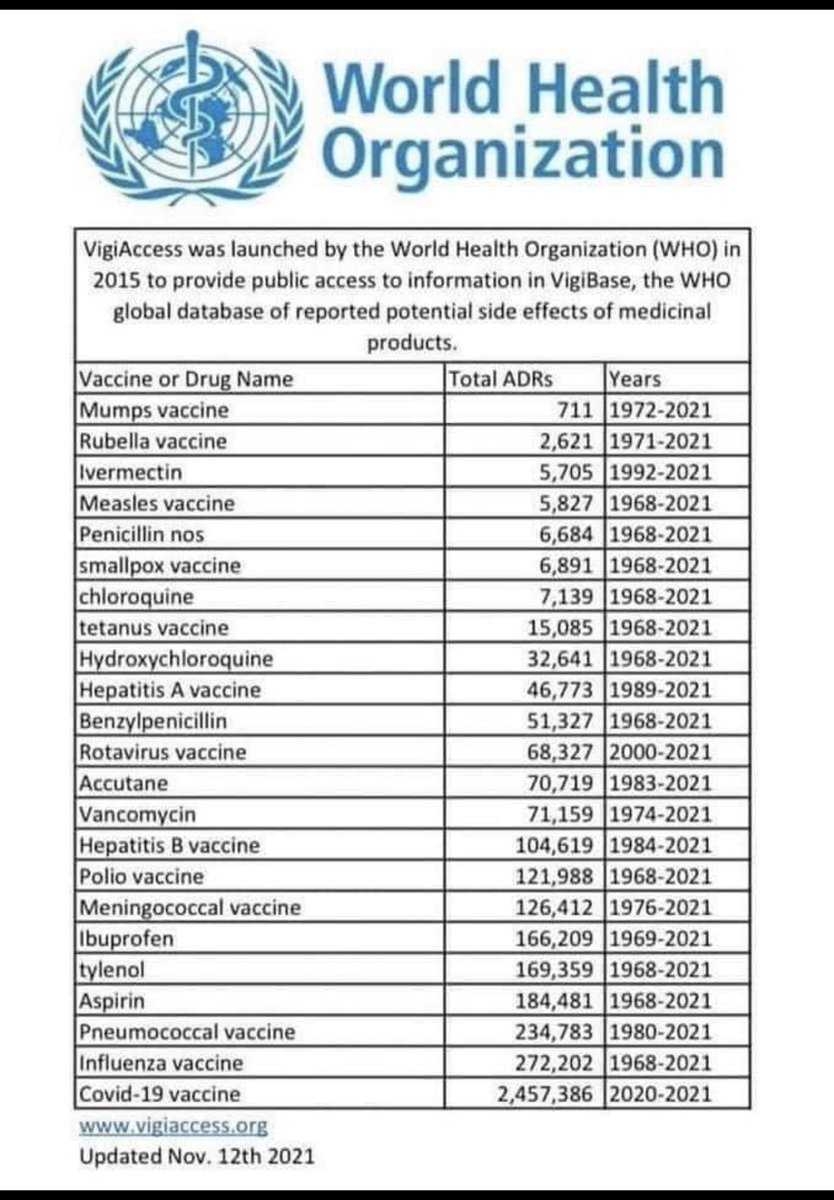 World Health
Organization
VigiAccess was launched by the World Health Organization (WHO) in
2015 to provide public access to information in VigiBase, the WHO
global database of reported potential side effects of medicinal
products.
Vaccine or Drug Name Total ADRs Years
Mumps vaccine 711 1972-2021
Rubella vaccine 2,621 1971-2021
Ivermectin 5,705 1992-2021
Measles vaccine 5,827 1968-2021
Penicillin nos 6,684 1968-2021
smallpox vaccine 6,891 1968-2021
chloroquine 7,139 1968-2021
tetanus vaccine 15,085 1968-2021
Hydroxychloroquine 32,641 1968-2021
Hepatitis A vaccine 46,773 1989-2021
Benzylpenicillin 51,327 1968-2021
Rotavirus vaccine 68,327 2000-2021
Accutane 70,719 1983-2021
Vancomycin 71,159 1974-2021
Hepatitis B vaccine 104,619 1984-2021
Polio vaccine 121,988 1968-2021
Meningococcal vaccine 126,412 1976-2021
Ibuprofen 166,209 1969-2021
tylenol 169,359 1968-2021
Aspirin 184,481 1968-2021
Pneumococcal vaccine 234,783 1980-2021
Influenza vaccine 272,202 1968-2021
Covid-19 vaccine 2,457,386 2020-2021
www.vigiaccess.org
Updated Nov. 12th 2021